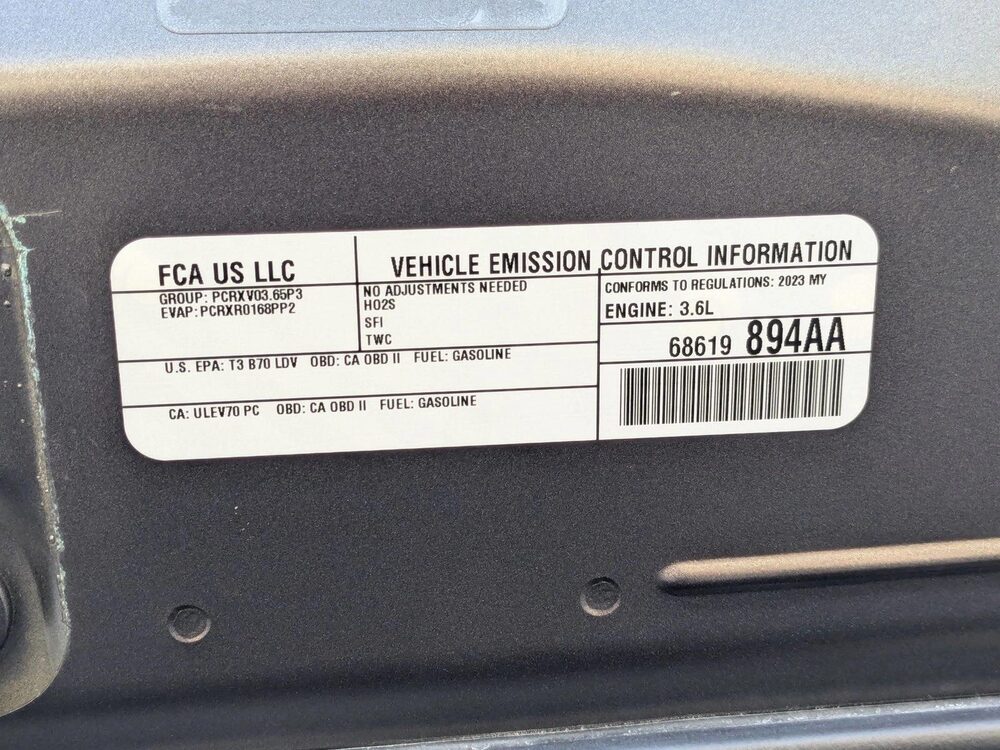 FCA US LLC
GROUP: PCRXV03.65P3
EVAP: PCRXR0168PP2
VEHICLE EMISSION CONTROL INFORMATION
NO ADJUSTMENTS NEEDED
HO2S
SFI
TWC
CONFORMS TO REGULATIONS: 2023 MY
ENGINE: 3.6L
68619 894AA
U.S. EPA: T3 B70 LDV OBD: CA OBD II FUEL: GASOLINE
CA: ULEV70 PC OBD: CA OBD II FUEL: GASOLINE